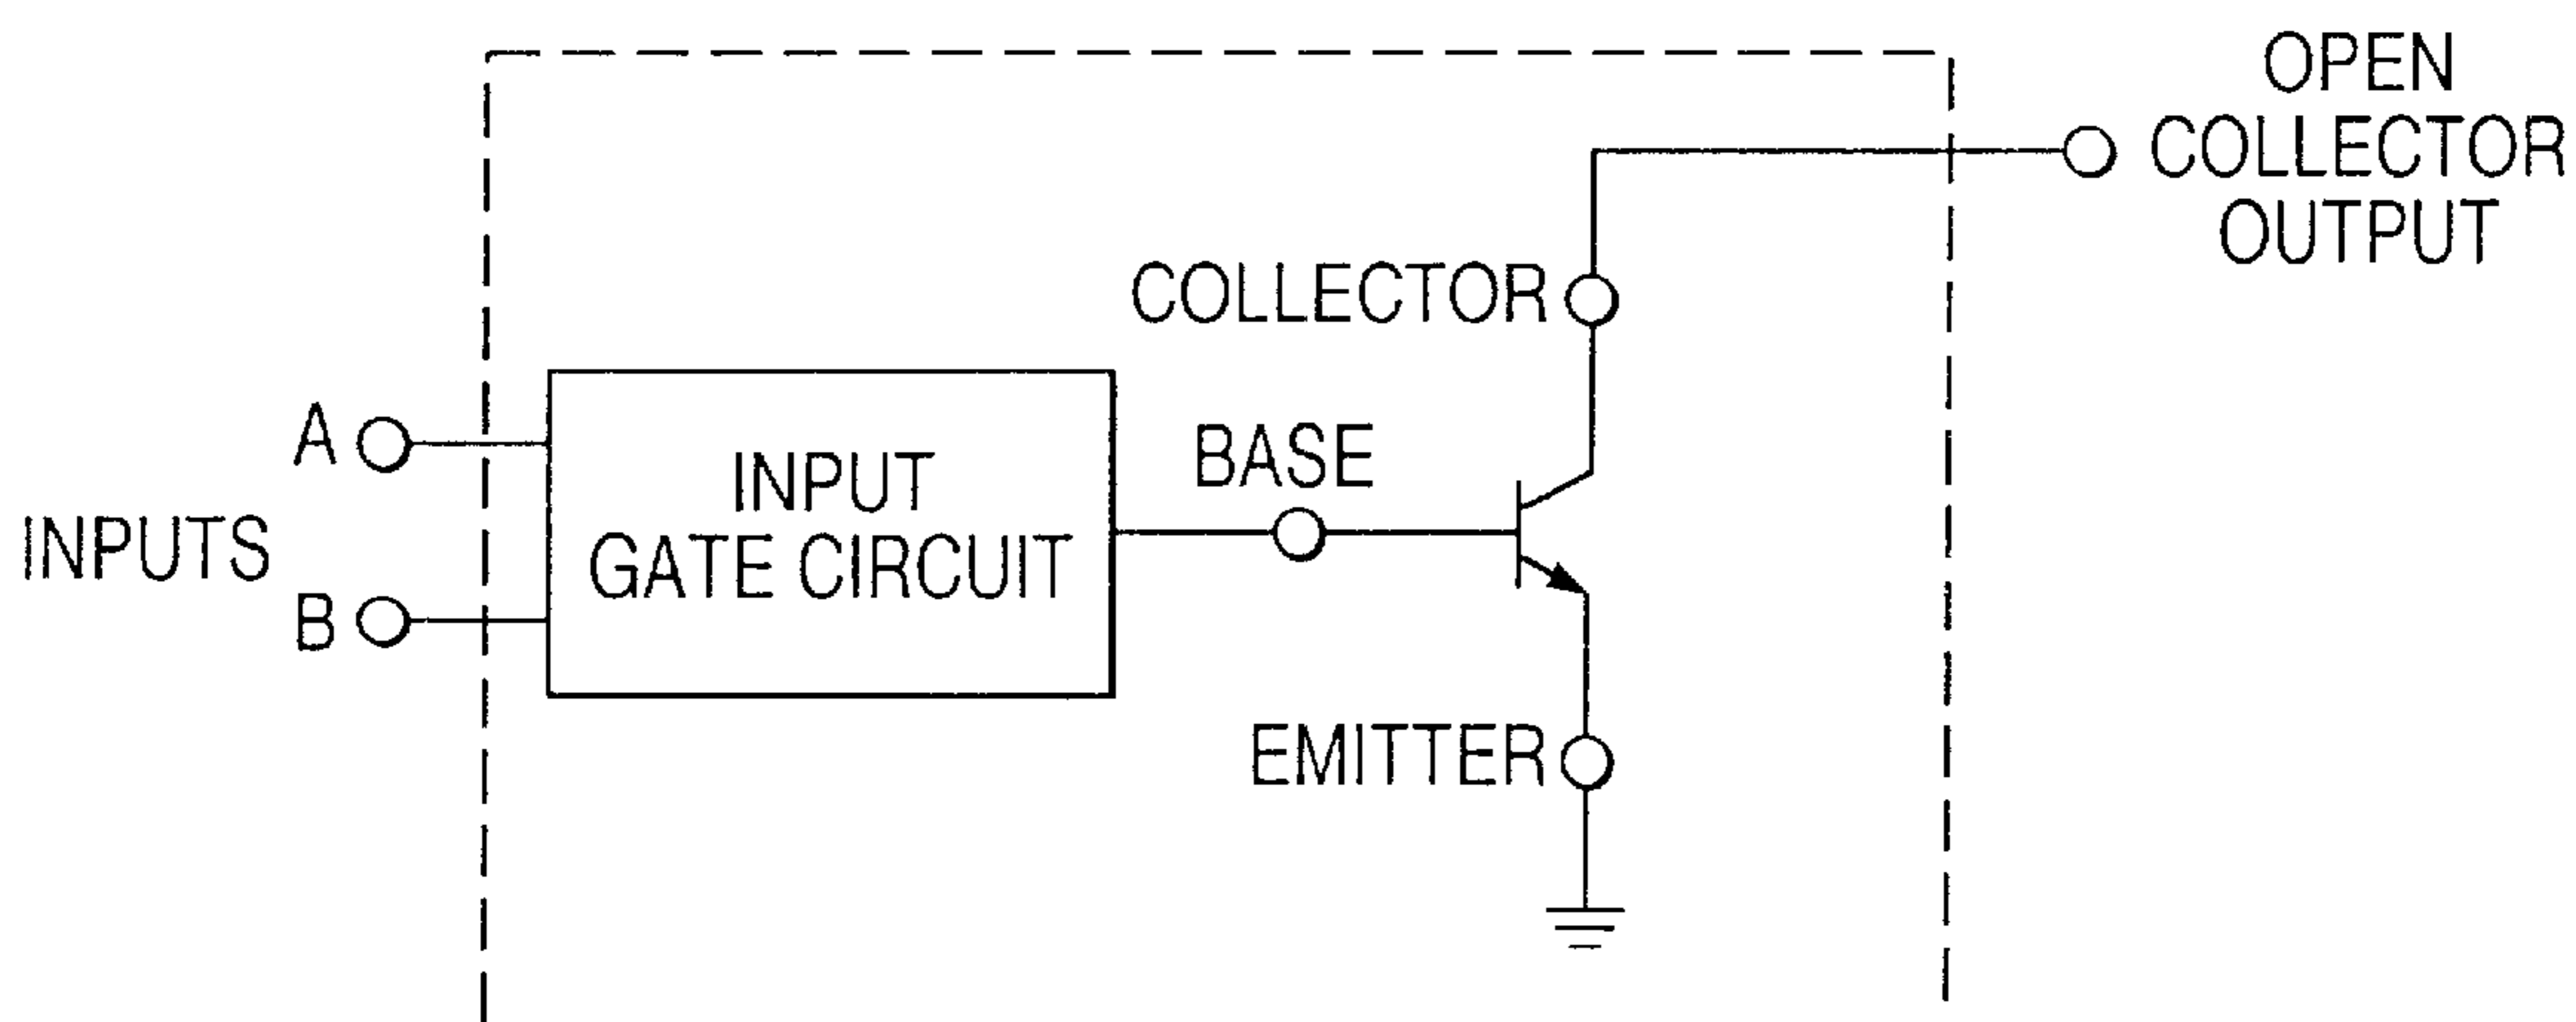 OPEN
COLLECTOR
OUTPUT
COLLECTOR
BASE
A
INPUTS
B
INPUT
GATE CIRCUIT
EMITTER